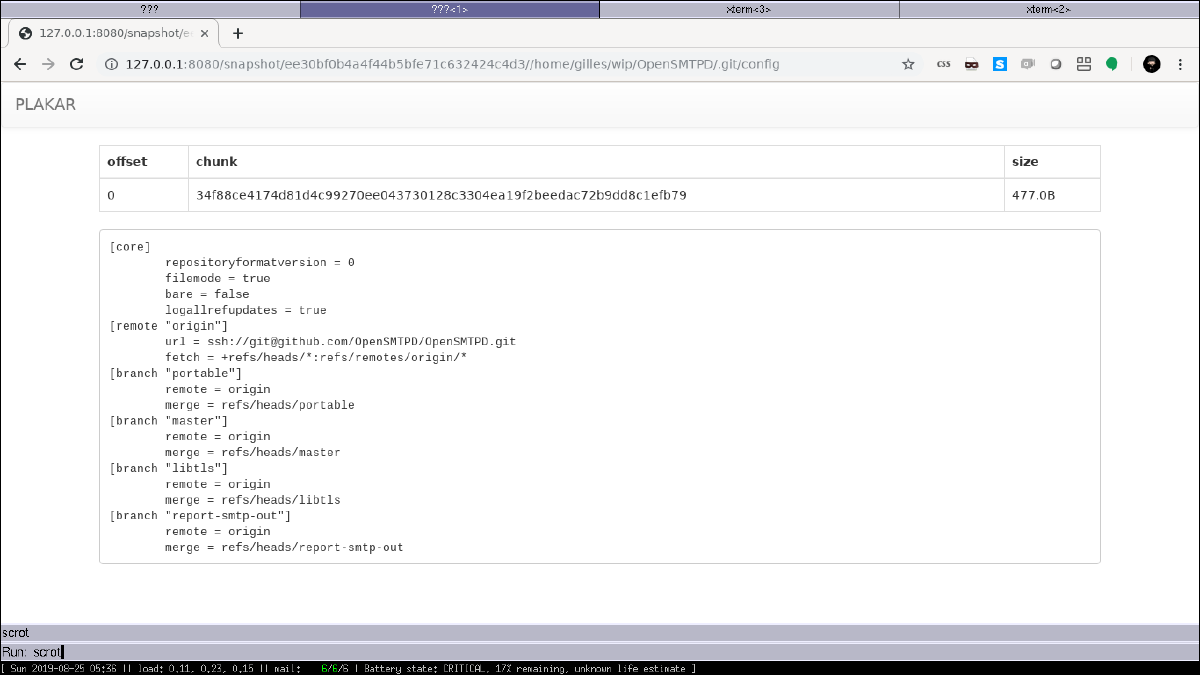 ??? ???<1> xterm<3> xterm<2>
127.0.0.1:8080/snapshot/e
127.0.0.1:8080/snapshot/ee30bf0b4a4f44b5bfe71c632424c4d3//home/gilles/wip/OpenSMTPD/.git/config
css S
PLAKAR
offset chunk size
0 34f88ce4174d81d4c99270ee043730128c3304ea19f2beedac72b9dd8c1efb79 477.0B
[core]
repositoryformatversion = 0
filemode = true
bare = false
logallrefupdates = true
[remote "origin"]
url = ssh://git@github.com/OpenSMTPD/OpenSMTPD.git
fetch = +refs/heads/*:refs/remotes/origin/*
[branch "portable"]
remote = origin
merge = refs/heads/portable
[branch "master"]
remote = origin
merge = refs/heads/master
[branch "libtls"]
remote = origin
merge = refs/heads/libtls
[branch "report-smtp-out"]
remote = origin
merge = refs/heads/report-smtp-out
scrot
Run: scrot
[ Sun 2019-08-25 05:36 || load: 0.11, 0.23, 0.15 || mail: 6/6/6 | Battery state: CRITICAL, 17% remaining, unknown life estimate ]